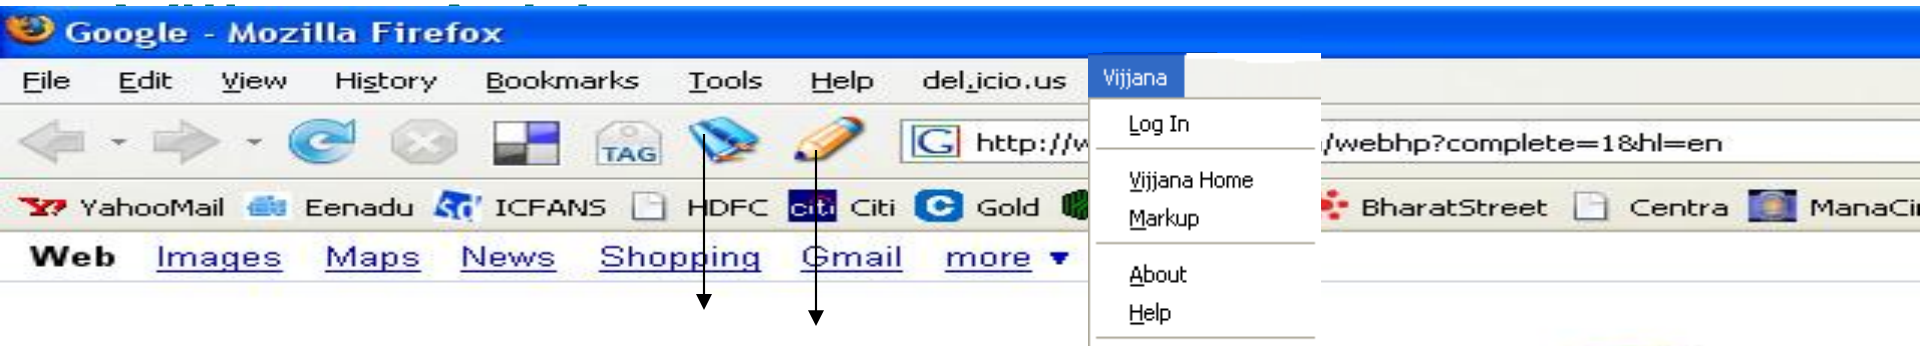 Google - Mozilla Firefox
File Edit View History Bookmarks Tools Help del.icio.us Vijjana
Log In
TAG G http://w /webhp?complete=1&hl=en
Vijjana Home
YahooMail Eenadu ICFANS HDFC citi Citi Gold BharatStreet Centra ManaCi
Markup
Web Images Maps News Shopping Gmail more
About
Help